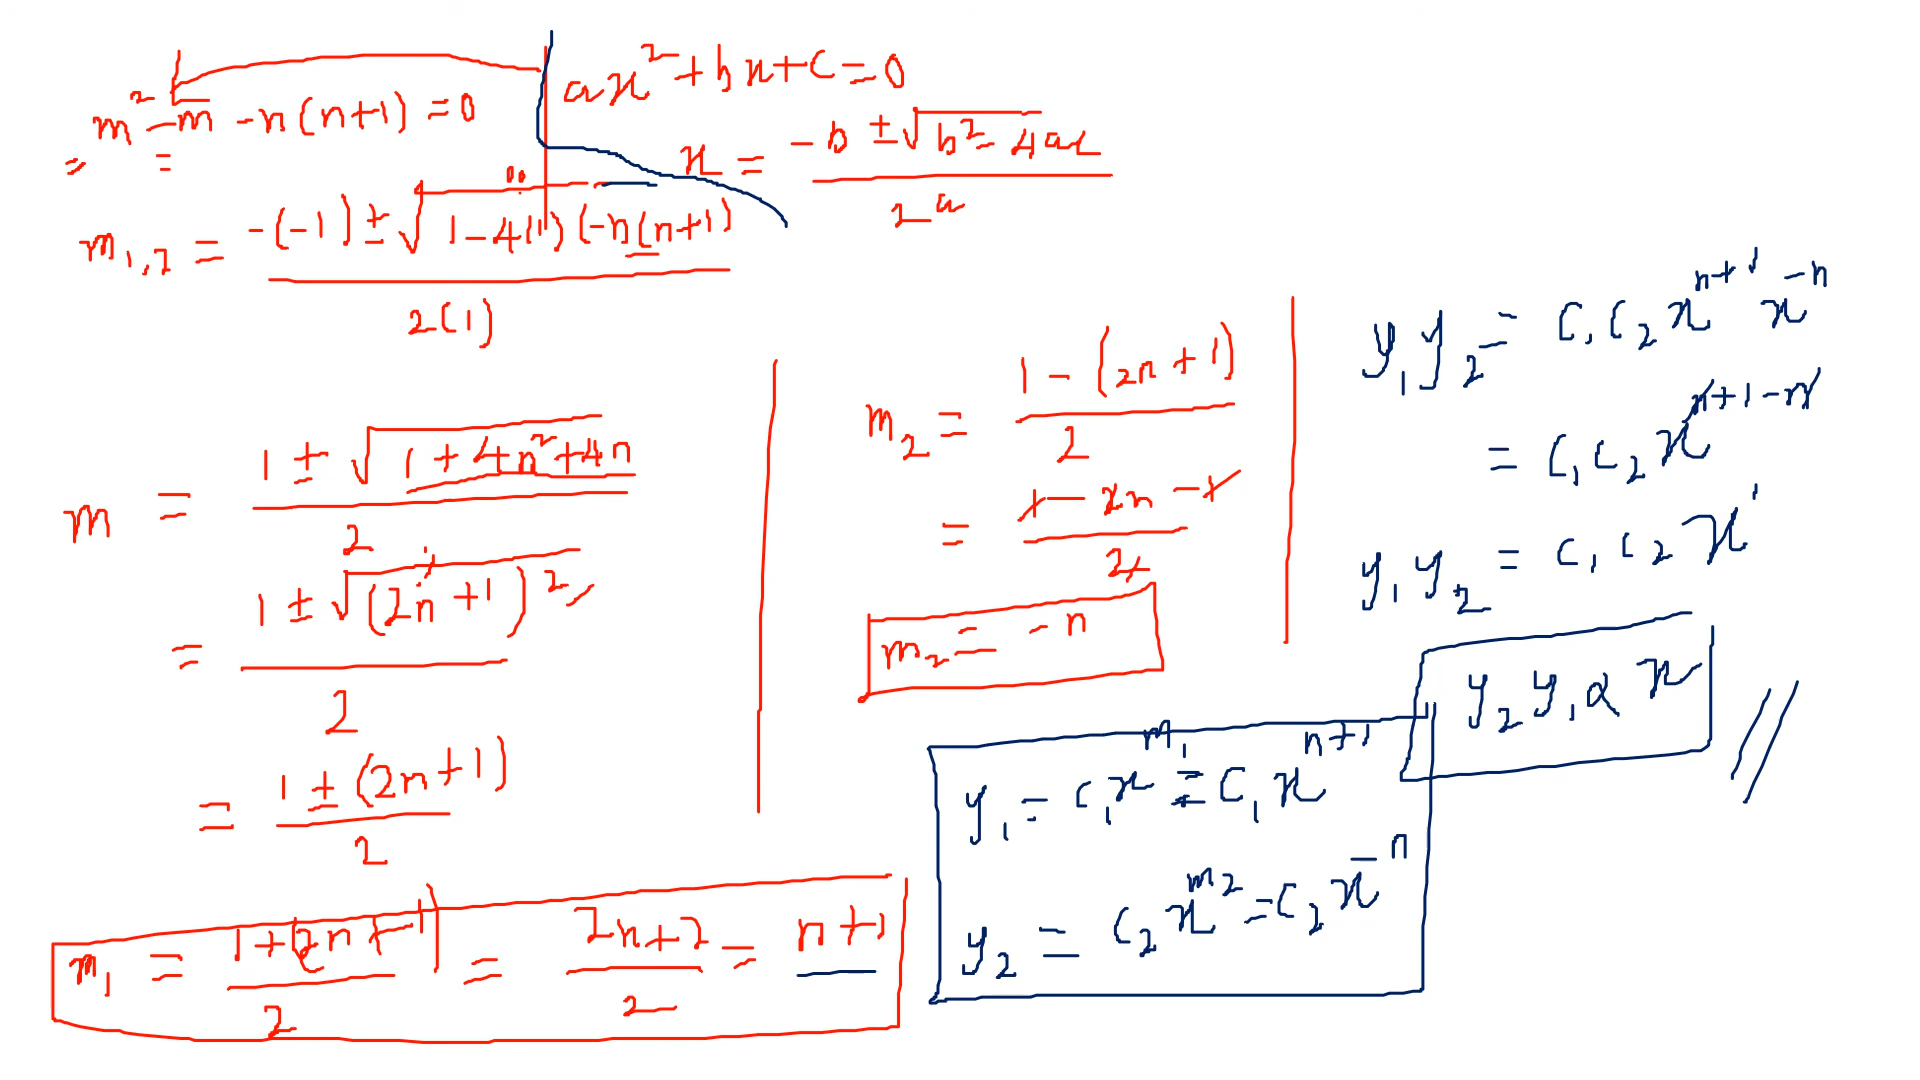 m² - m - n(n+1) = 0
=> =
m₁,₂ = (-(-1) ± √(1-4(1)(-n(n+1)))) / 2(1)
ax² + bx + c = 0
x = (-b ± √(b² - 4ac)) / 2a
m = (1 ± √(1 + 4n² + 4n)) / 2
= (1 ± √((2n+1)²)) / 2
= (1 ± (2n+1)) / 2
m₁ = (1 + (2n+1)) / 2 = (2n+2) / 2 = n+1
m₂ = (1 - (2n+1)) / 2
= (1 - 2n - 1) / 2
m₂ = -n
y₁ = c₁x^m₁ = c₁x^(n+1)
y₂ = c₂x^m₂ = c₂x^(-n)
y₁y₂ = c₁c₂x^(n+1) x^(-n)
= c₁c₂x^(n+1-n)
y₁y₂ = c₁c₂x¹
y₂y₁ α x